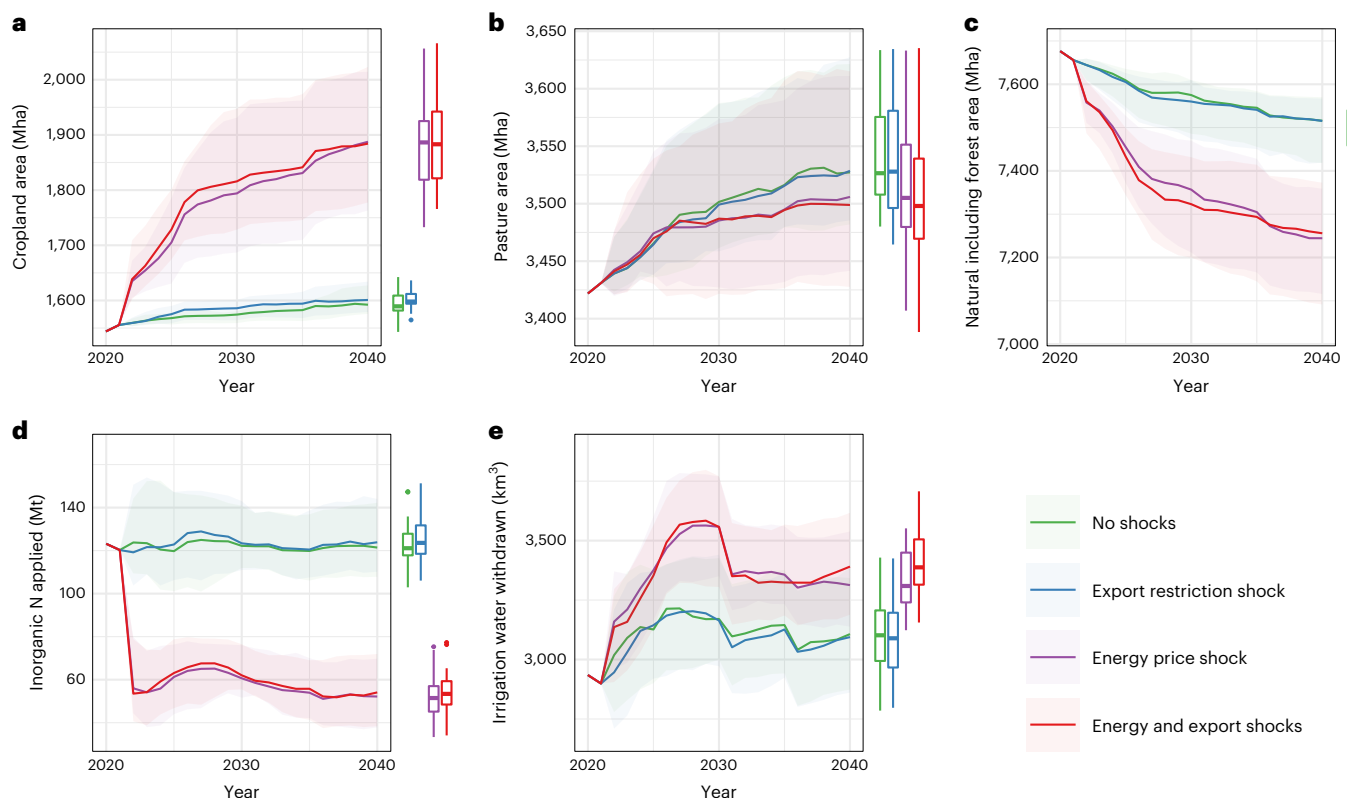 a
Cropland area (Mha)
2,000
1,900
1,800
1,700
1,600
2020
2030
2040
Year
b
Pasture area (Mha)
3,650
3,600
3,550
3,500
3,450
3,400
2020
2030
2040
Year
c
Natural including forest area (Mha)
7,600
7,400
7,200
7,000
2020
2030
2040
Year
d
Inorganic N applied (Mt)
140
100
60
2020
2030
2040
Year
e
Irrigation water withdrawn (km³)
3,500
3,000
2020
2030
2040
Year
No shocks
Export restriction shock
Energy price shock
Energy and export shocks